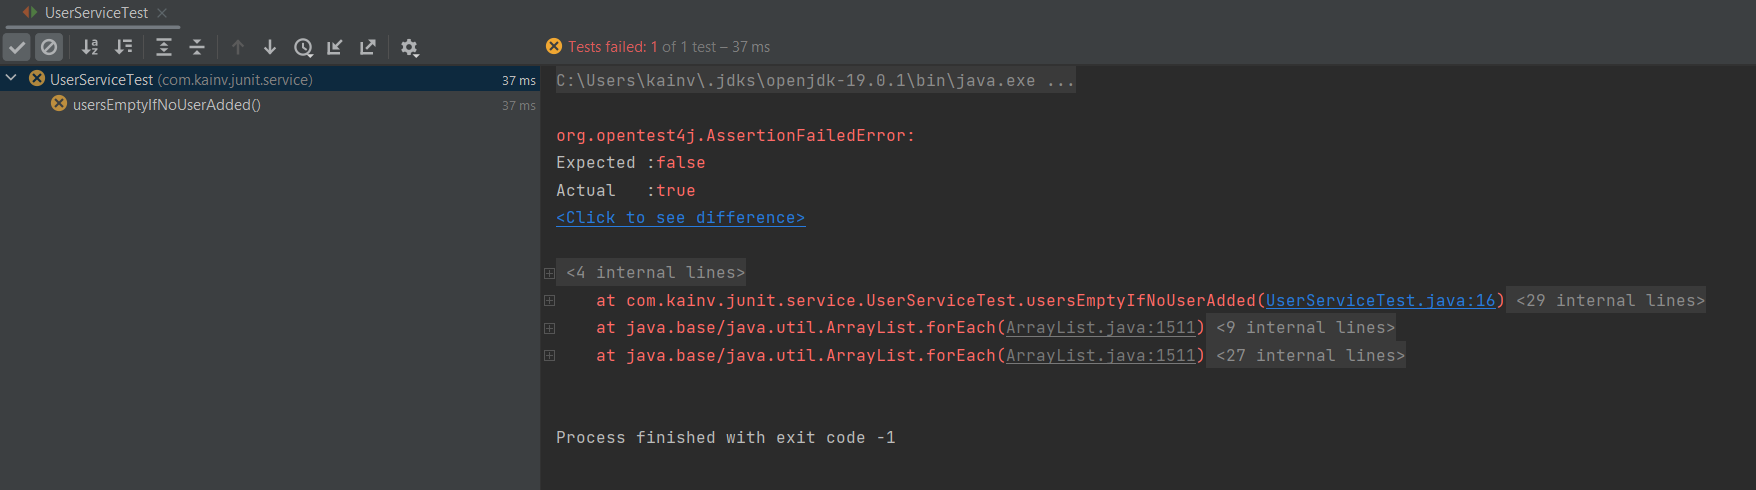 UserServiceTest
Tests failed: 1 of 1 test – 37 ms
UserServiceTest (com.kainv.junit.service) 37 ms
usersEmptyIfNoUserAdded() 37 ms
C:\Users\kainv\.jdks\openjdk-19.0.1\bin\java.exe ...
org.opentest4j.AssertionFailedError:
Expected :false
Actual :true
<Click to see difference>
<4 internal lines>
at com.kainv.junit.service.UserServiceTest.usersEmptyIfNoUserAdded(UserServiceTest.java:16) <29 internal lines>
at java.base/java.util.ArrayList.forEach(ArrayList.java:1511) <9 internal lines>
at java.base/java.util.ArrayList.forEach(ArrayList.java:1511) <27 internal lines>
Process finished with exit code -1